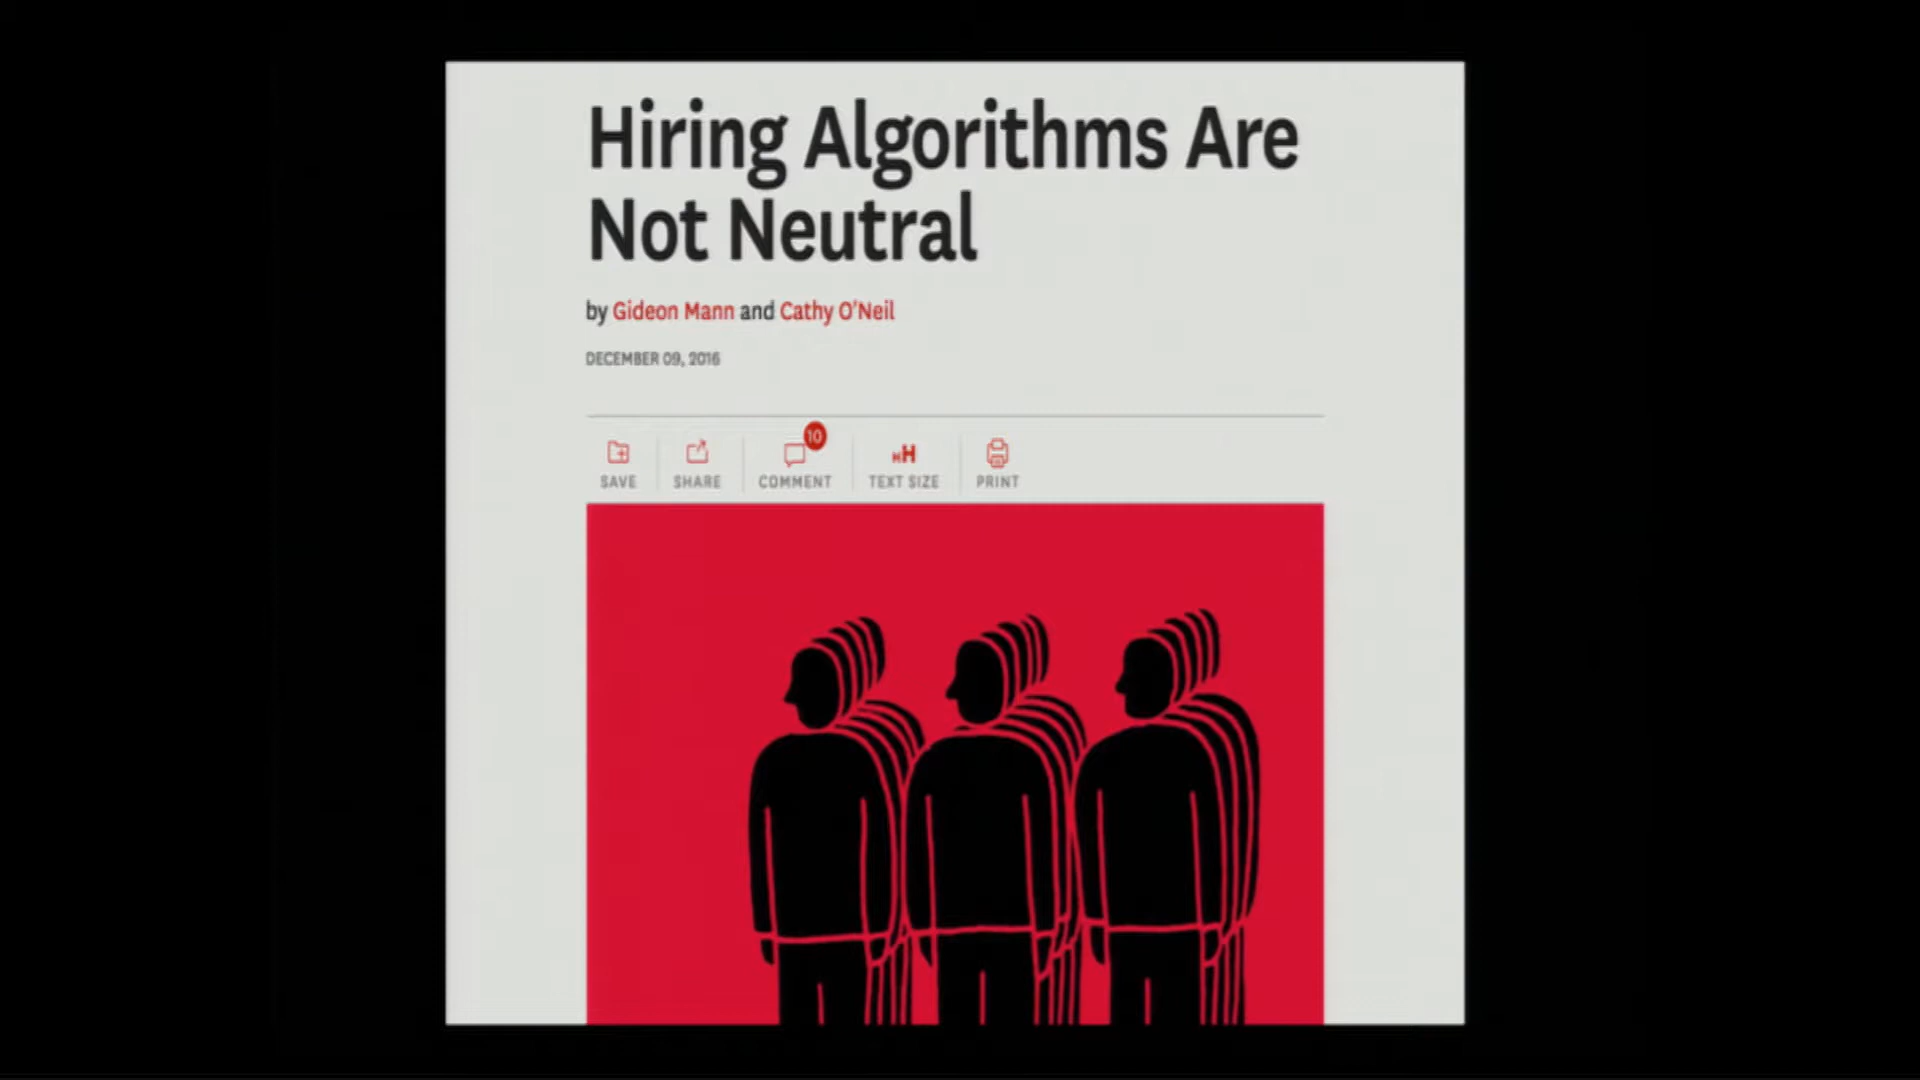 Hiring Algorithms Are
Not Neutral
by Gideon Mann and Cathy O'Neil
DECEMBER 09, 2016
10
SAVE
SHARE
COMMENT
HH TEXT SIZE
PRINT